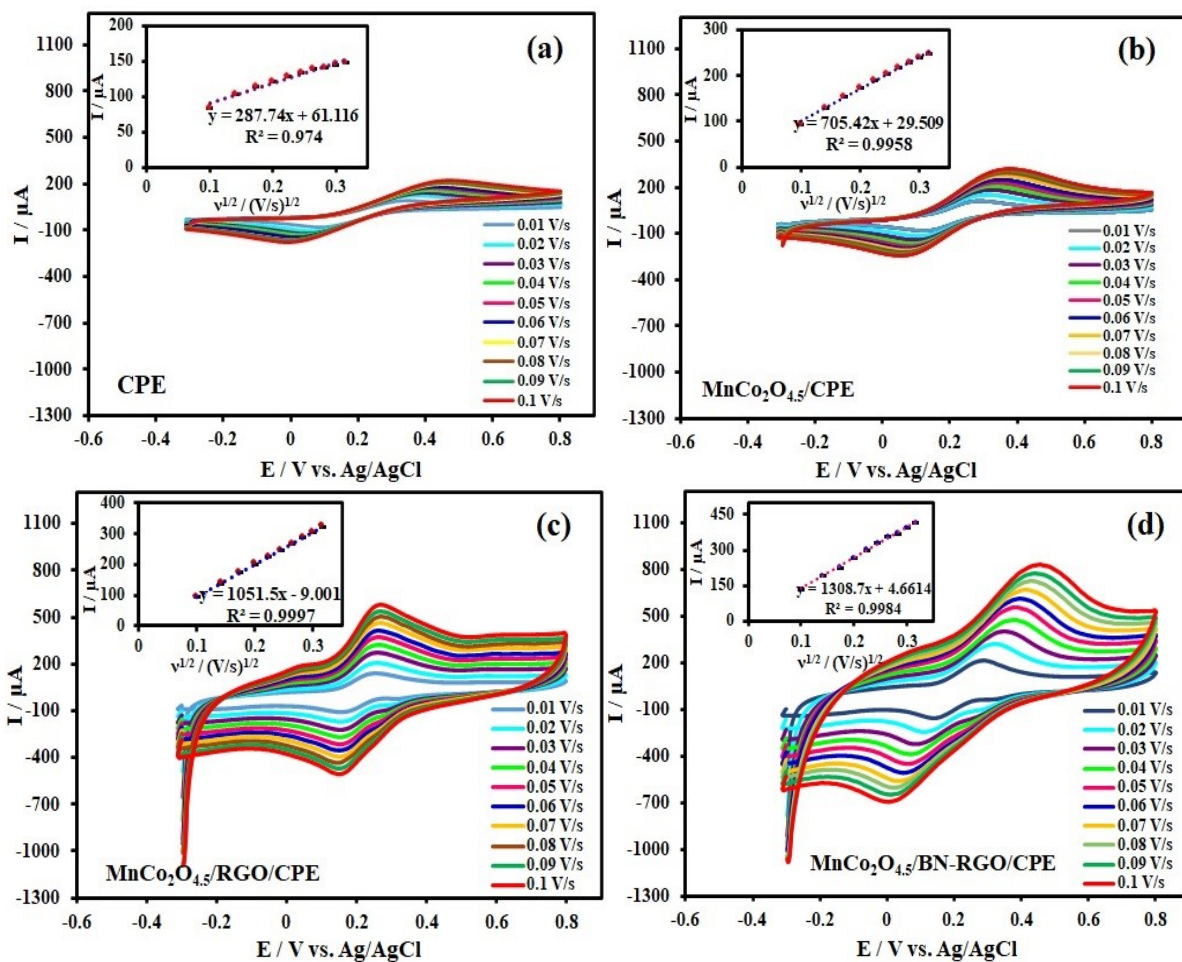 (a)
I / µA
200
150
100
50
0
y = 287.74x + 61.116
R² = 0.974
0 0.1 0.2 0.3
ν^1/2 / (V/s)^1/2
I / µA
1100
800
500
200
-100
-400
-700
-1000
-1300
0.01 V/s
0.02 V/s
0.03 V/s
0.04 V/s
0.05 V/s
0.06 V/s
0.07 V/s
0.08 V/s
0.09 V/s
0.1 V/s
CPE
-0.6 -0.4 -0.2 0 0.2 0.4 0.6 0.8
E / V vs. Ag/AgCl
(b)
I / µA
300
200
100
0
y = 705.42x + 29.509
R² = 0.9958
0 0.1 0.2 0.3
ν^1/2 / (V/s)^1/2
I / µA
1100
800
500
200
-100
-400
-700
-1000
-1300
0.01 V/s
0.02 V/s
0.03 V/s
0.04 V/s
0.05 V/s
0.06 V/s
0.07 V/s
0.08 V/s
0.09 V/s
0.1 V/s
MnCo₂O₄.₅/CPE
-0.6 -0.4 -0.2 0 0.2 0.4 0.6 0.8
E / V vs. Ag/AgCl
(c)
I / µA
400
300
200
100
0
y = 1051.5x - 9.001
R² = 0.9997
0 0.1 0.2 0.3
ν^1/2 / (V/s)^1/2
I / µA
1100
800
500
200
-100
-400
-700
-1000
-1300
0.01 V/s
0.02 V/s
0.03 V/s
0.04 V/s
0.05 V/s
0.06 V/s
0.07 V/s
0.08 V/s
0.09 V/s
0.1 V/s
MnCo₂O₄.₅/RGO/CPE
-0.6 -0.4 -0.2 0 0.2 0.4 0.6 0.8
E / V vs. Ag/AgCl
(d)
I / µA
450
300
150
0
y = 1308.7x + 4.6614
R² = 0.9984
0 0.1 0.2 0.3
ν^1/2 / (V/s)^1/2
I / µA
1100
800
500
200
-100
-400
-700
-1000
-1300
0.01 V/s
0.02 V/s
0.03 V/s
0.04 V/s
0.05 V/s
0.06 V/s
0.07 V/s
0.08 V/s
0.09 V/s
0.1 V/s
MnCo₂O₄.₅/BN-RGO/CPE
-0.6 -0.4 -0.2 0 0.2 0.4 0.6 0.8
E / V vs. Ag/AgCl